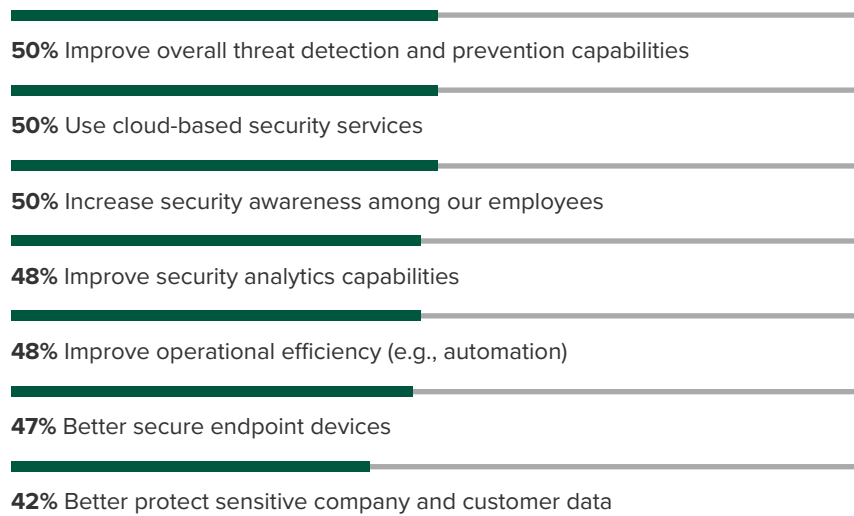 50% Improve overall threat detection and prevention capabilities
50% Use cloud-based security services
50% Increase security awareness among our employees
48% Improve security analytics capabilities
48% Improve operational efficiency (e.g., automation)
47% Better secure endpoint devices
42% Better protect sensitive company and customer data